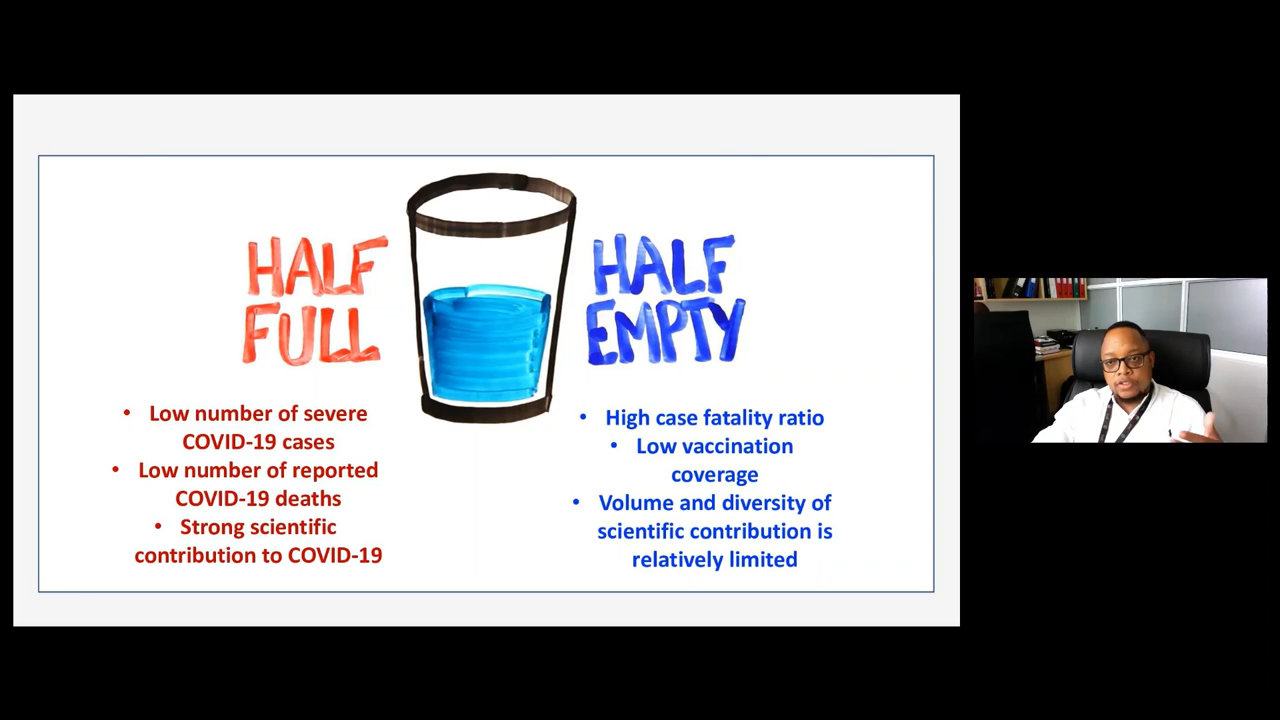 HALF
FULL
HALF
EMPTY
• Low number of severe
COVID-19 cases
• Low number of reported
COVID-19 deaths
• Strong scientific
contribution to COVID-19
• High case fatality ratio
• Low vaccination
coverage
• Volume and diversity of
scientific contribution is
relatively limited